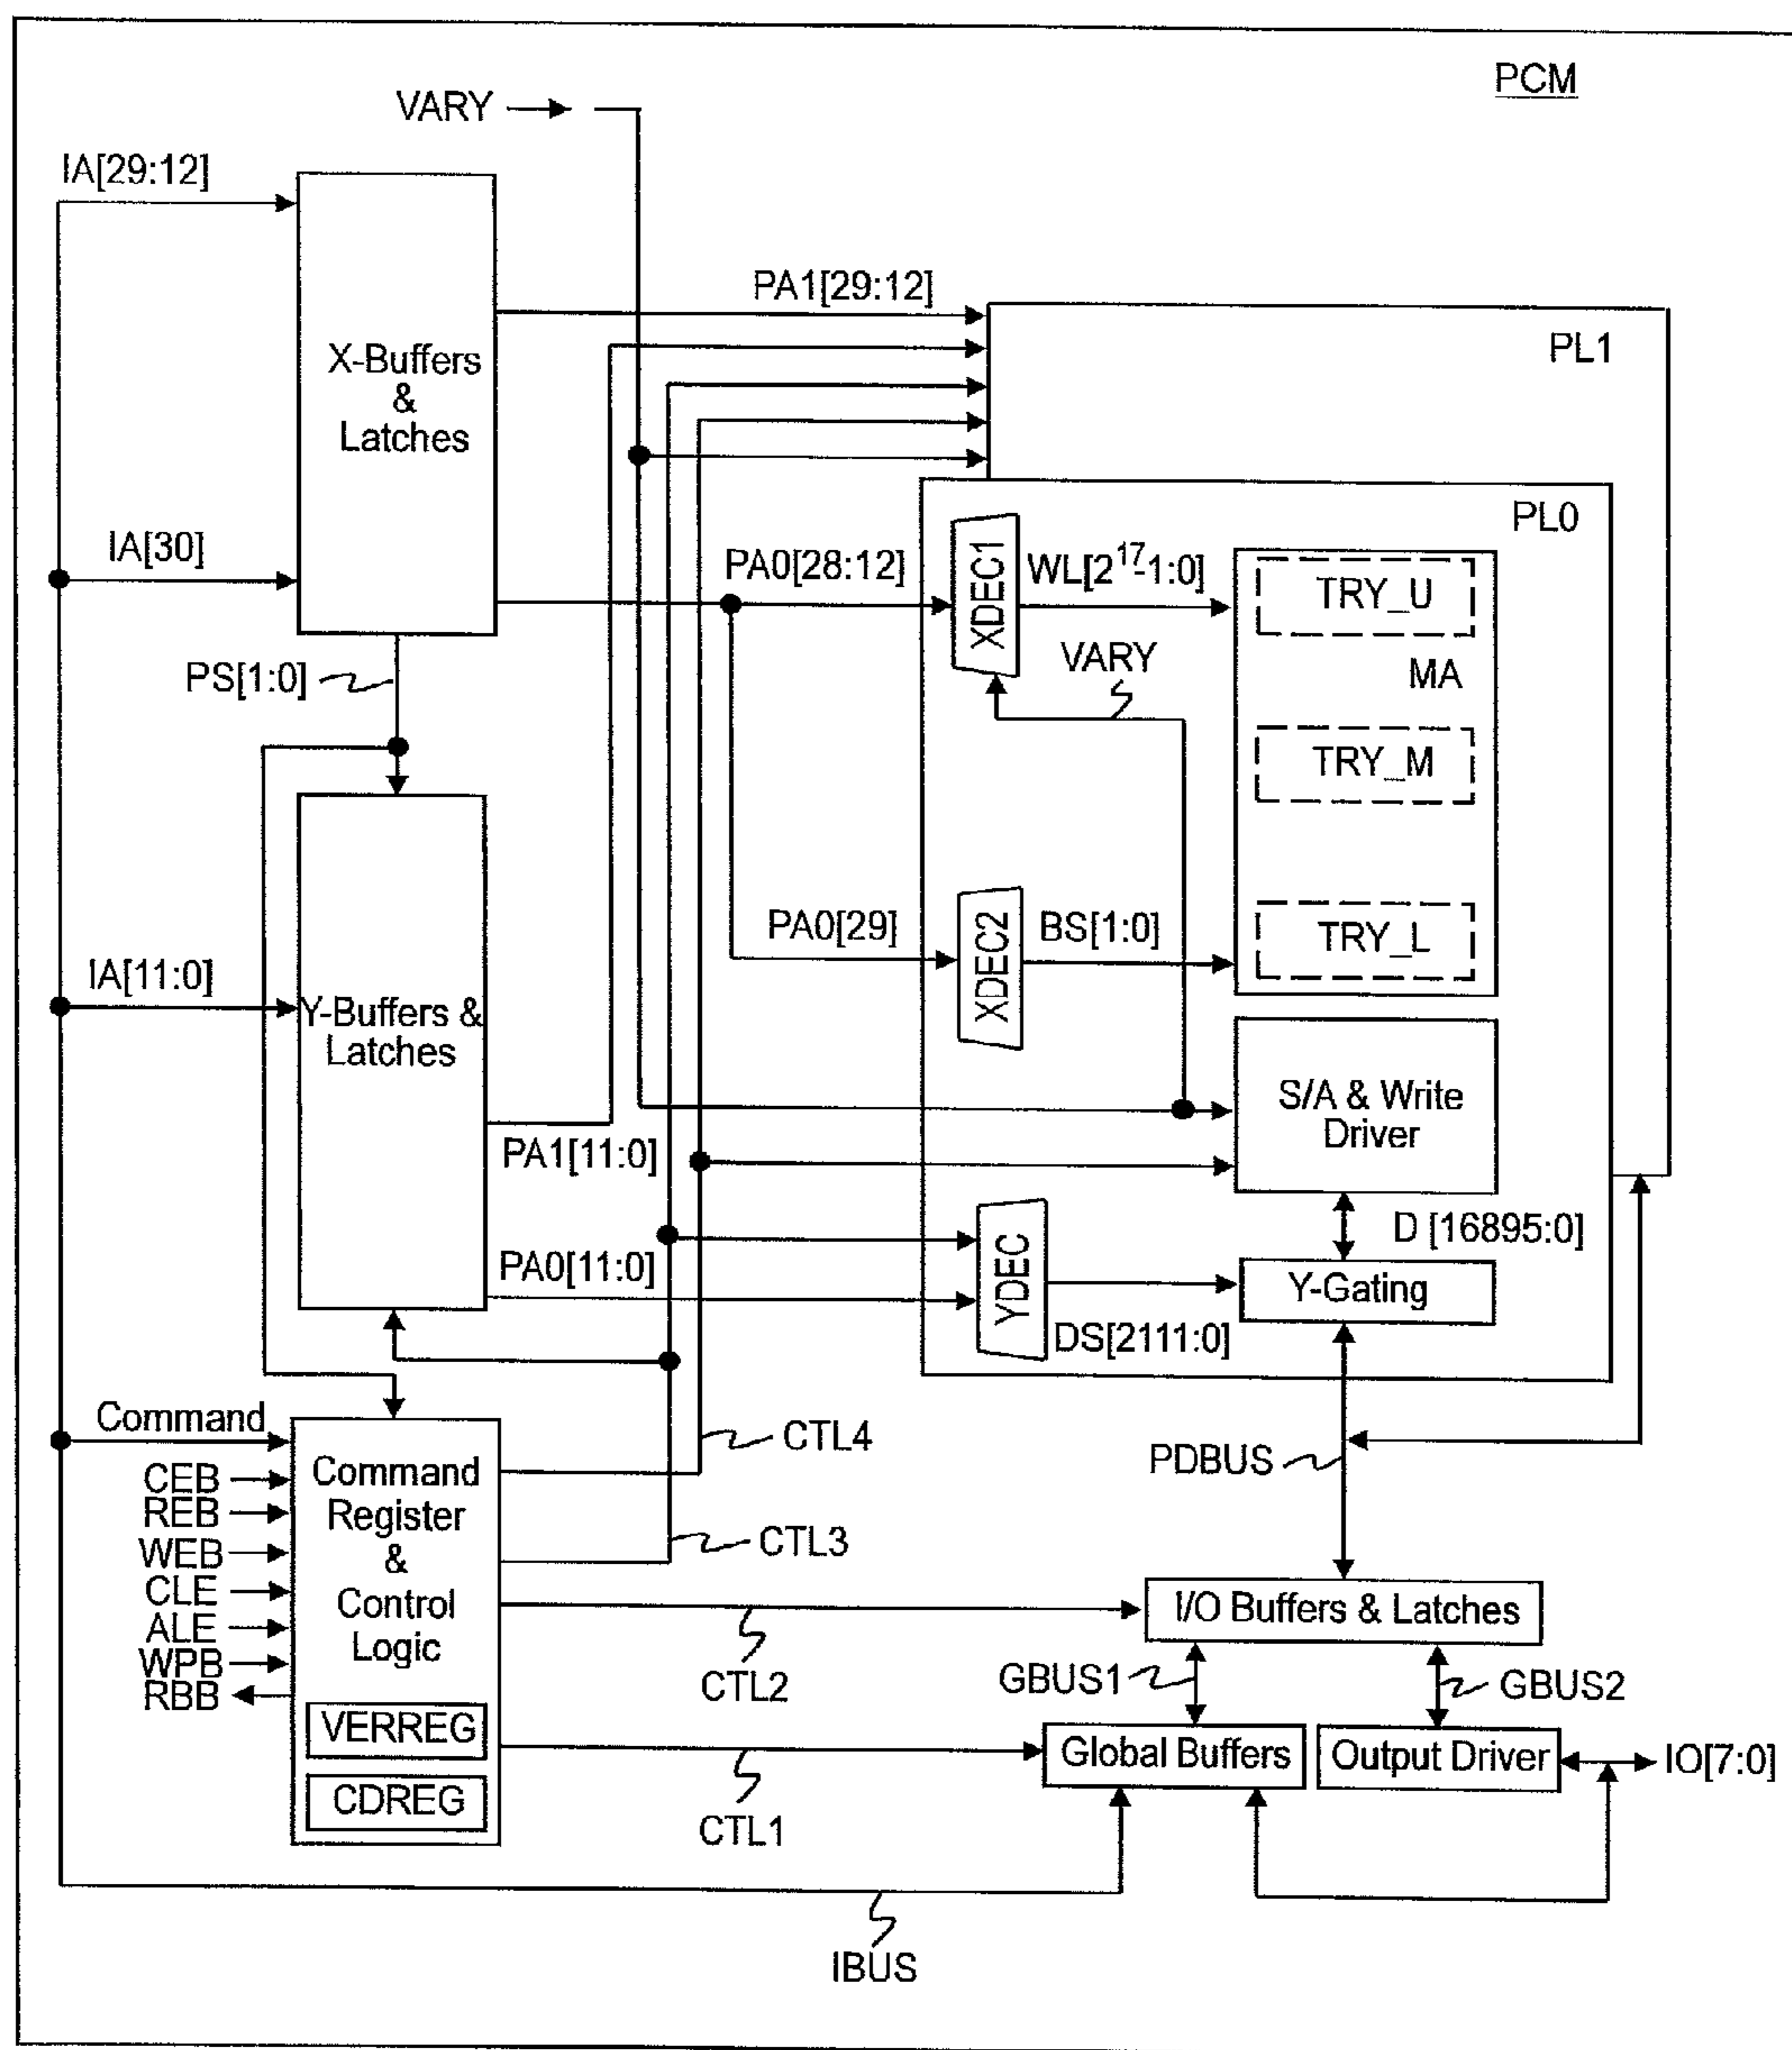 PCM
VARY
IA[29:12]
X-Buffers
&
Latches
PA1[29:12]
PL1
IA[30]
PS[1:0]
PL0
PA0[28:12]
XDEC1
WL[2^17-1:0]
TRY_U
VARY
MA
TRY_M
PA0[29]
XDEC2
BS[1:0]
TRY_L
IA[11:0]
Y-Buffers &
Latches
S/A & Write
Driver
PA1[11:0]
D [16895:0]
PA0[11:0]
YDEC
DS[2111:0]
Y-Gating
Command
CEB
REB
WEB
CLE
ALE
WPB
RBB
Command
Register
&
Control
Logic
VERREG
CDREG
CTL4
CTL3
CTL2
CTL1
PDBUS
I/O Buffers & Latches
GBUS1
GBUS2
Global Buffers
Output Driver
IO[7:0]
IBUS